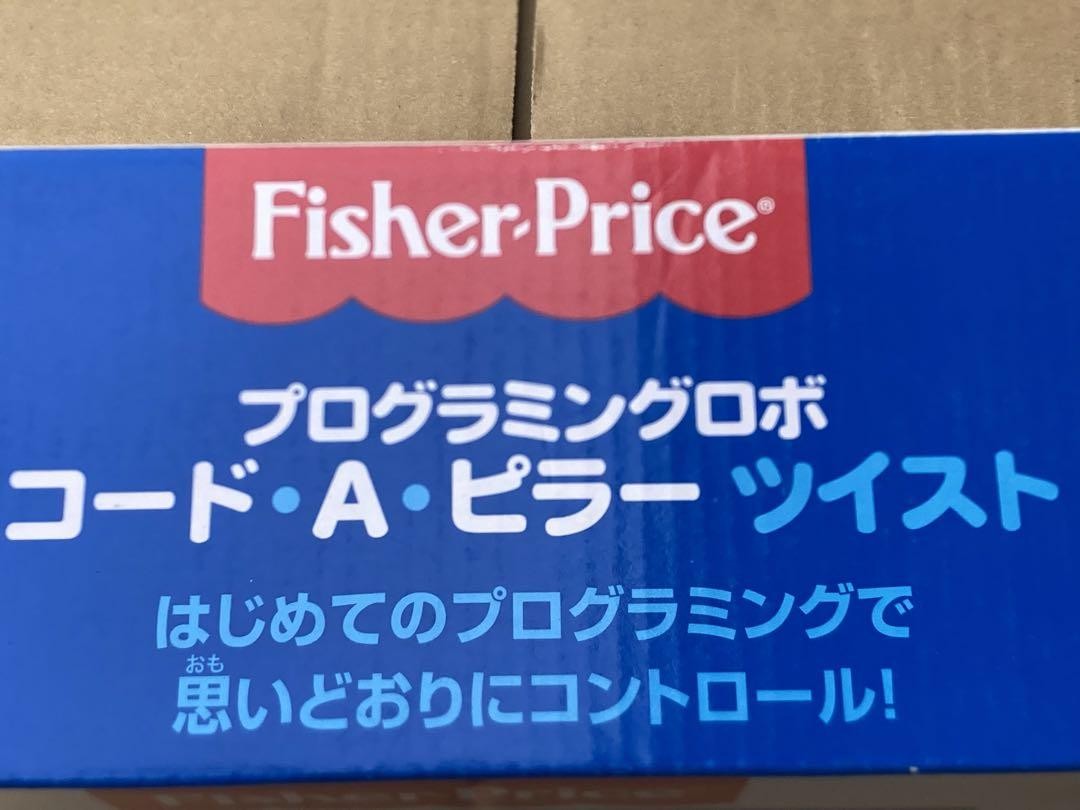 Fisher-Price®
プログラミングロボ
コード・A・ピラー ツイスト
はじめてのプログラミングで
おも
思いどおりにコントロール!
Fisher-Price